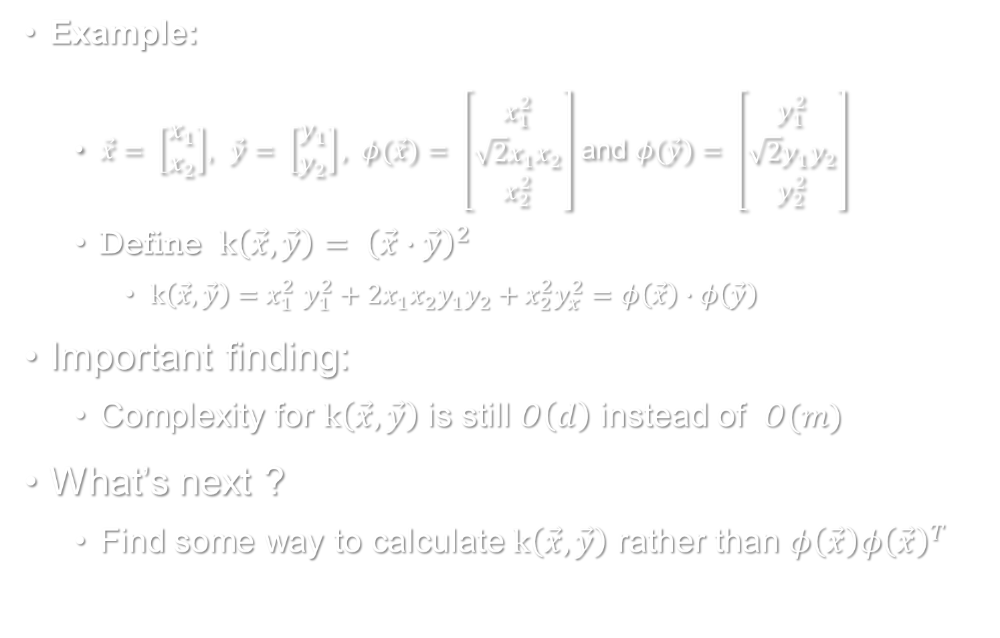 • Example:
• $\vec{x} = \begin{bmatrix} x_1 \\ x_2 \end{bmatrix}, \ \vec{y} = \begin{bmatrix} y_1 \\ y_2 \end{bmatrix}, \ \phi(\vec{x}) = \begin{bmatrix} x_1^2 \\ \sqrt{2}x_1x_2 \\ x_2^2 \end{bmatrix}$ and $\phi(\vec{y}) = \begin{bmatrix} y_1^2 \\ \sqrt{2}y_1y_2 \\ y_2^2 \end{bmatrix}$
• Define $\mathrm{k}(\vec{x}, \vec{y}) = (\vec{x} \cdot \vec{y})^2$
• $\mathrm{k}(\vec{x}, \vec{y}) = x_1^2 \ y_1^2 + 2x_1x_2y_1y_2 + x_2^2y_x^2 = \phi(\vec{x}) \cdot \phi(\vec{y})$
• Important finding:
• Complexity for $\mathrm{k}(\vec{x}, \vec{y})$ is still $O(d)$ instead of $O(m)$
• What’s next ?
• Find some way to calculate $\mathrm{k}(\vec{x}, \vec{y})$ rather than $\phi(\vec{x})\phi(\vec{x})^T$